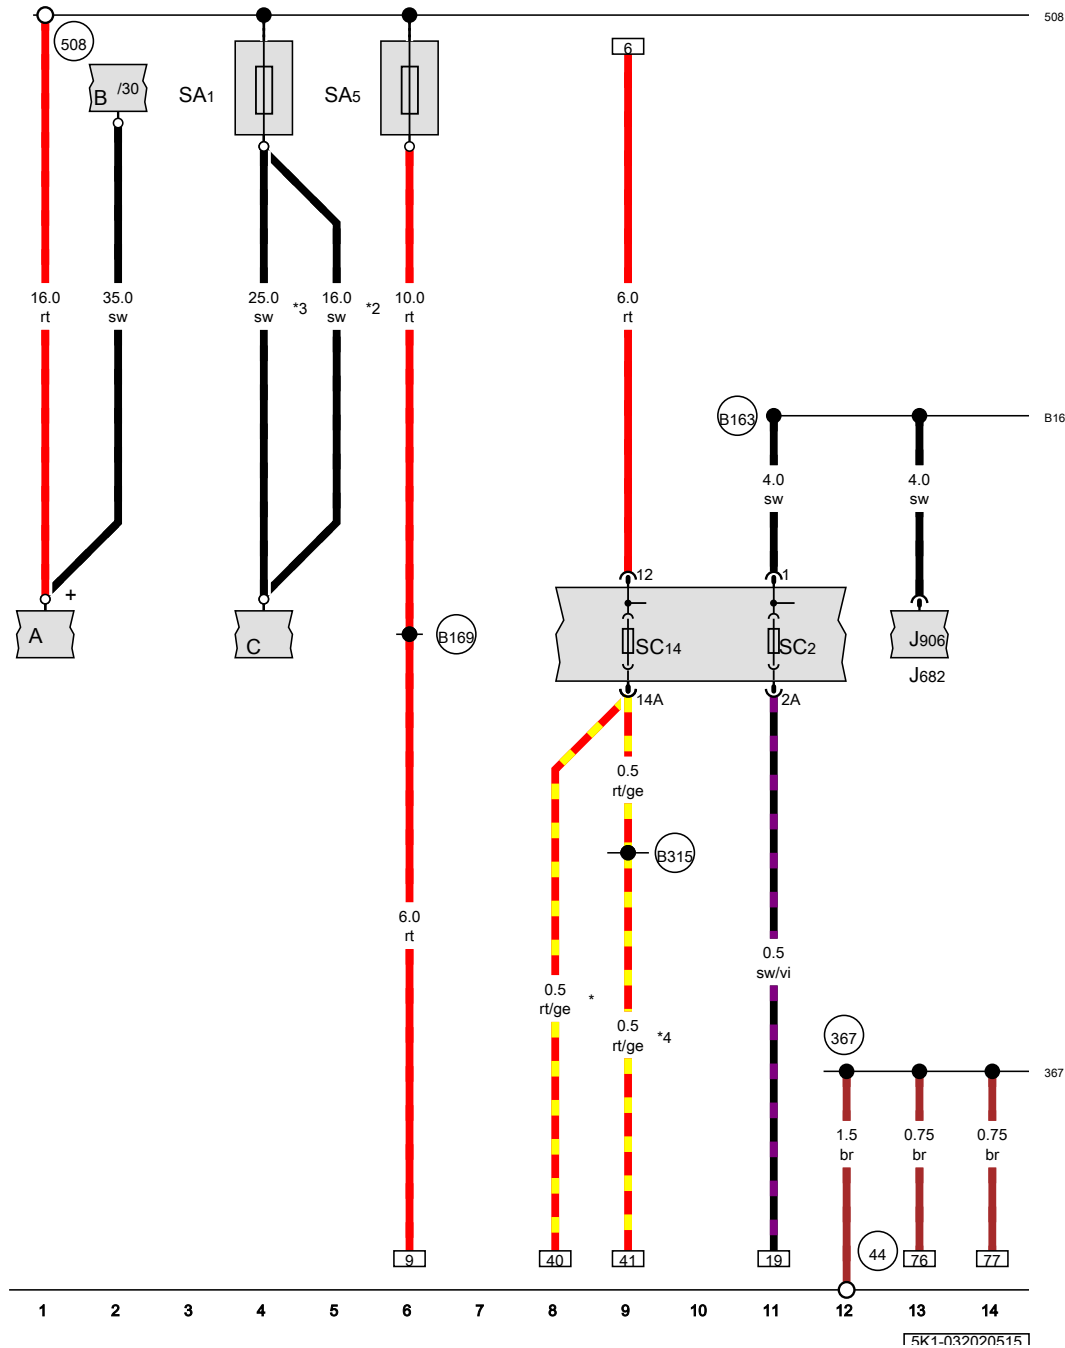 508
508
6
B /30
SA1
SA5
16.0
rt
35.0
sw
25.0
sw
*3
16.0
sw
*2
10.0
rt
6.0
rt
B163
B16
4.0
sw
4.0
sw
+
12
1
A
C
B169
SC14
SC2
J906
J682
14A
2A
0.5
rt/ge
B315
6.0
rt
0.5
sw/vi
0.5
rt/ge
*
0.5
rt/ge
*4
367
367
1.5
br
0.75
br
0.75
br
9
40
41
19
44
76
77
1 2 3 4 5 6 7 8 9 10 11 12 13 14
5K1-032020515